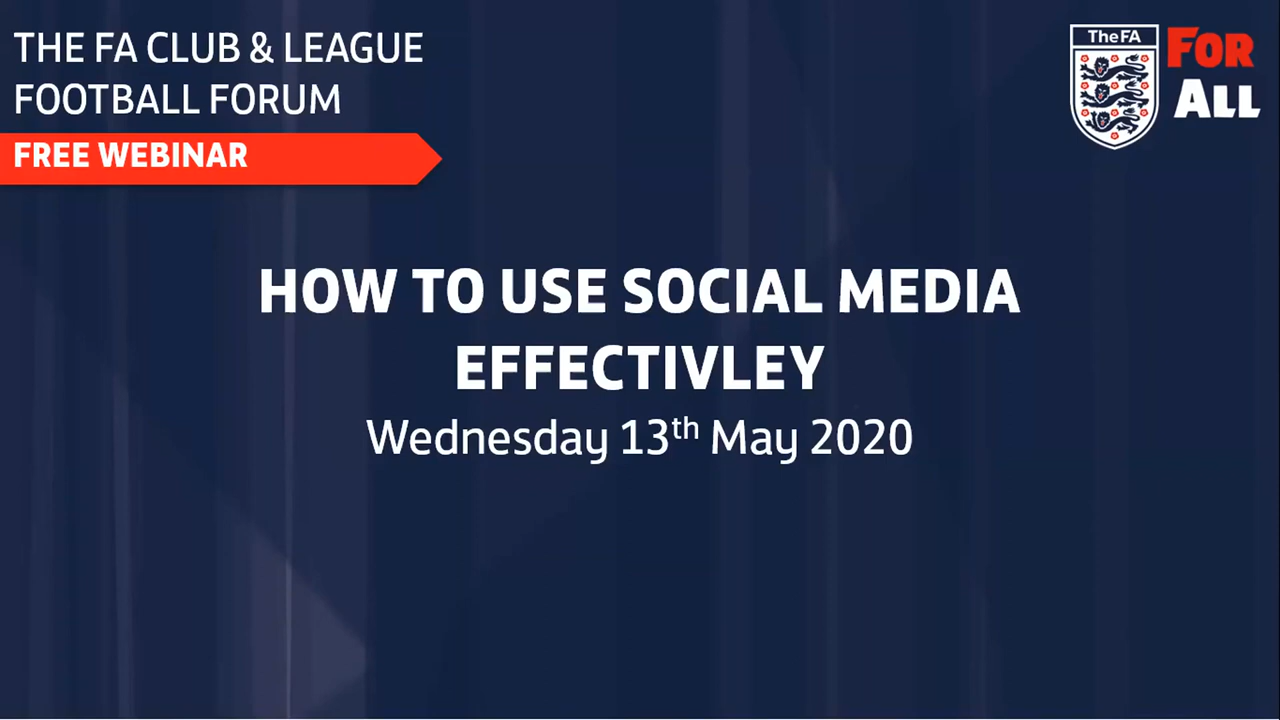 THE FA CLUB & LEAGUE
FOOTBALL FORUM
FREE WEBINAR
TheFA
FOR
ALL
HOW TO USE SOCIAL MEDIA
EFFECTIVLEY
Wednesday 13th May 2020